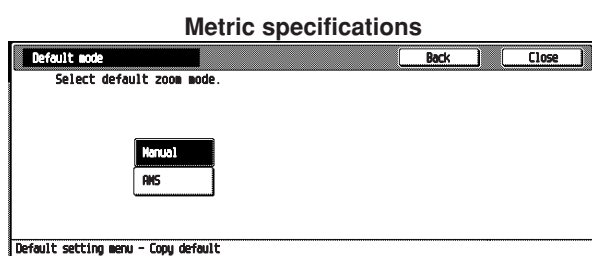 Metric specifications
Default mode Back Close
Select default zoom mode.
Manual
AMS
Default setting menu - Copy default